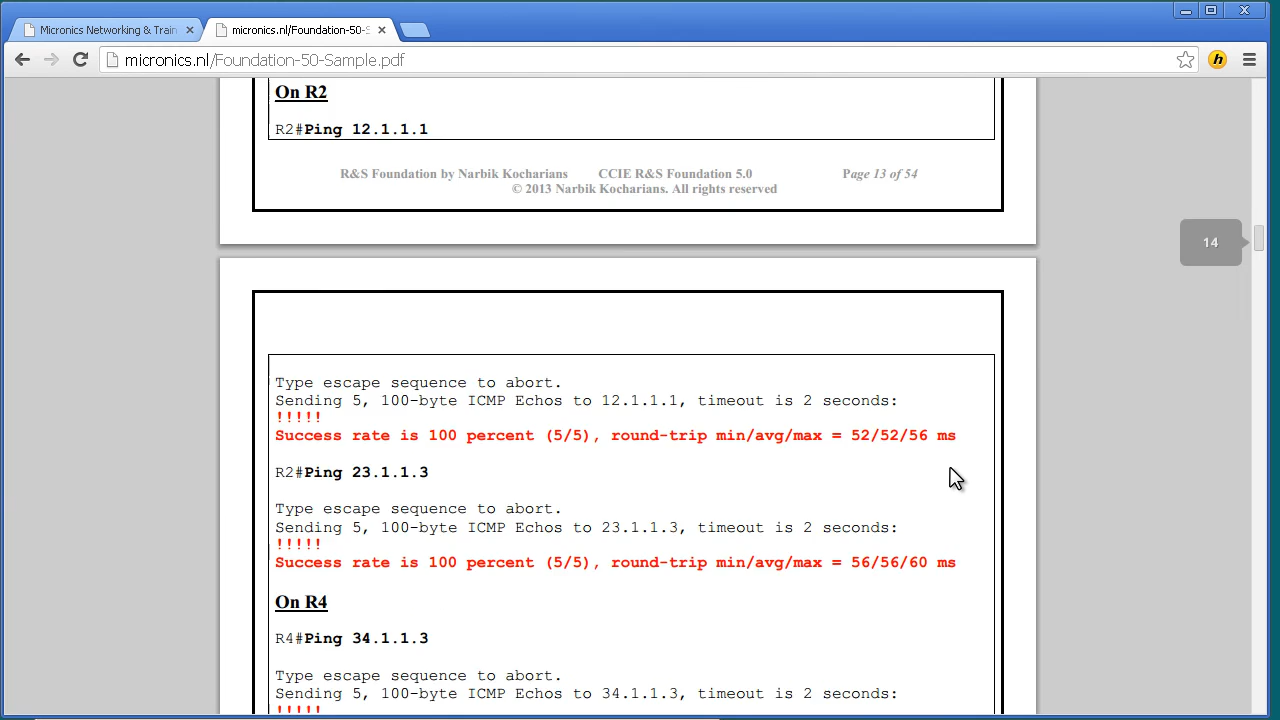 Micronics Networking & Train
micronics.nl/Foundation-50-S
micronics.nl/Foundation-50-Sample.pdf
h
On R2
R2#Ping 12.1.1.1
R&S Foundation by Narbik Kocharians CCIE R&S Foundation 5.0 Page 13 of 54
© 2013 Narbik Kocharians. All rights reserved
14
Type escape sequence to abort.
Sending 5, 100-byte ICMP Echos to 12.1.1.1, timeout is 2 seconds:
!!!!!
Success rate is 100 percent (5/5), round-trip min/avg/max = 52/52/56 ms
R2#Ping 23.1.1.3
Type escape sequence to abort.
Sending 5, 100-byte ICMP Echos to 23.1.1.3, timeout is 2 seconds:
!!!!!
Success rate is 100 percent (5/5), round-trip min/avg/max = 56/56/60 ms
On R4
R4#Ping 34.1.1.3
Type escape sequence to abort.
Sending 5, 100-byte ICMP Echos to 34.1.1.3, timeout is 2 seconds:
!!!!!